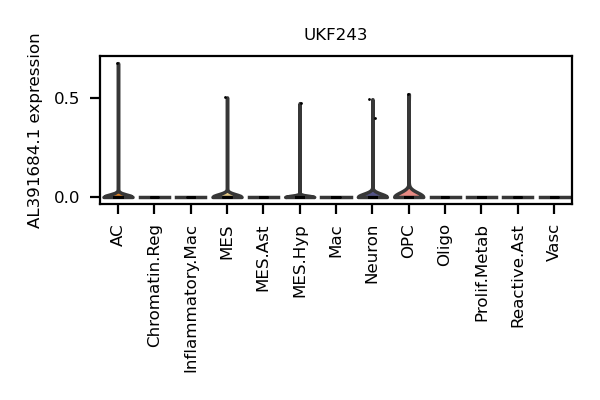 UKF243
AL391684.1 expression
0.5
0.0
AC
Chromatin.Reg
Inflammatory.Mac
MES
MES.Ast
MES.Hyp
Mac
Neuron
OPC
Oligo
Prolif.Metab
Reactive.Ast
Vasc